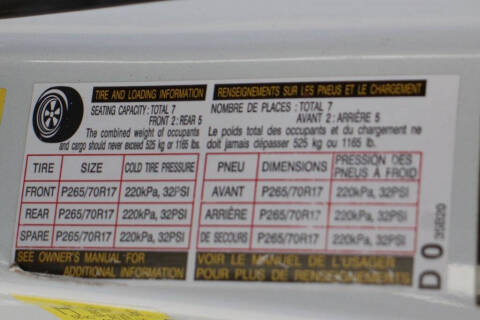 TIRE AND LOADING INFORMATION
SEATING CAPACITY: TOTAL 7
FRONT 2: REAR 5
The combined weight of occupants
and cargo should never exceed 525 kg or 1165 lbs.
TIRE SIZE COLD TIRE PRESSURE
FRONT P265/70R17 220kPa, 32PSI
REAR P265/70R17 220kPa, 32PSI
SPARE P265/70R17 220kPa, 32PSI
SEE OWNER'S MANUAL FOR
ADDITIONAL INFORMATION
RENSEIGNEMENTS SUR LES PNEUS ET LE CHARGEMENT
NOMBRE DE PLACES: TOTAL 7
AVANT 2: ARRIÈRE 5
Le poids total des occupants et du chargement ne
doit jamais dépasser 525 kg ou 1165 lb.
PNEU DIMENSIONS PRESSION DES
PNEUS À FROID
AVANT P265/70R17 220kPa, 32PSI
ARRIÈRE P265/70R17 220kPa, 32PSI
DE SECOURS P265/70R17 220kPa, 32PSI
VOIR LE MANUEL DE L'USAGER
POUR PLUS DE RENSEIGNEMENTS
D 0 35B20